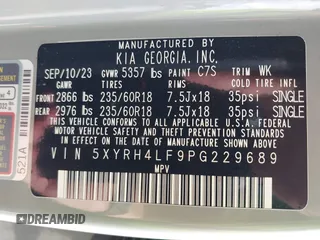 MFD BY
KIA GEORGIA, INC.
SEP/10/23 GVWR 5357 lbs PAINT C7S TRIM WK
GAWR TIRES RIMS COLD TIRE INFL
FRONT 2866 lbs 235/60R18 7.5Jx18 35psi SINGLE
REAR 2976 lbs 235/60R18 7.5Jx18 35psi SINGLE
THIS VEHICLE CONFORMS TO ALL APPLICABLE U.S.A. FEDERAL
MOTOR VEHICLE SAFETY, BUMPER, AND THEFT PREVENTION
STANDARDS IN EFFECT ON THE DATE OF MANUFACTURE SHOWN ABOVE
VIN 5XYRH4LF9PG229689
MPV
521A
DREAMBID